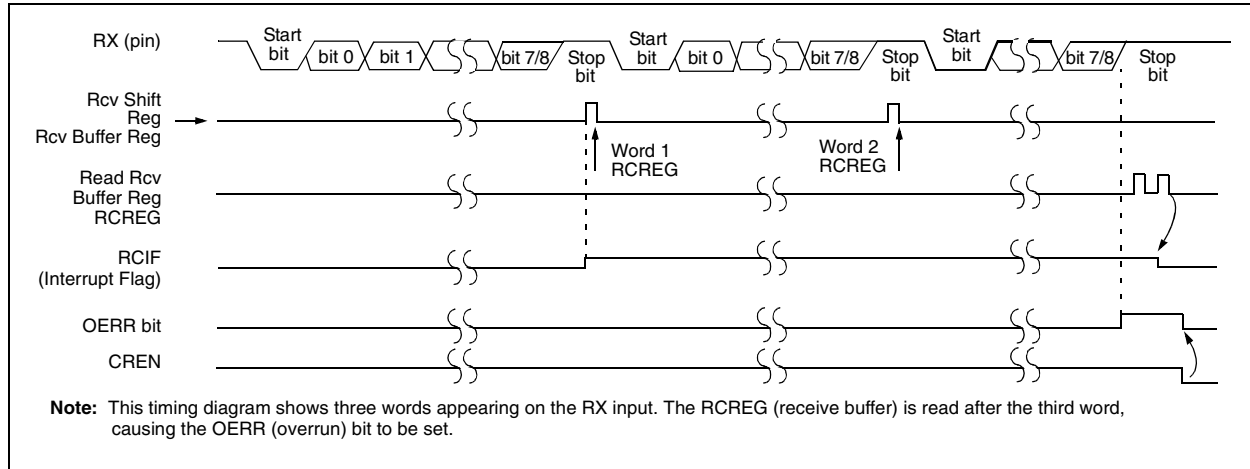 RX (pin)
Start
bit
bit 0
bit 1
bit 7/8
Stop
bit
Start
bit
bit 0
bit 7/8
Stop
bit
Start
bit
bit 7/8
Stop
bit
Rcv Shift
Reg
Rcv Buffer Reg
Word 1
RCREG
Word 2
RCREG
Read Rcv
Buffer Reg
RCREG
RCIF
(Interrupt Flag)
OERR bit
CREN
Note: This timing diagram shows three words appearing on the RX input. The RCREG (receive buffer) is read after the third word,
causing the OERR (overrun) bit to be set.